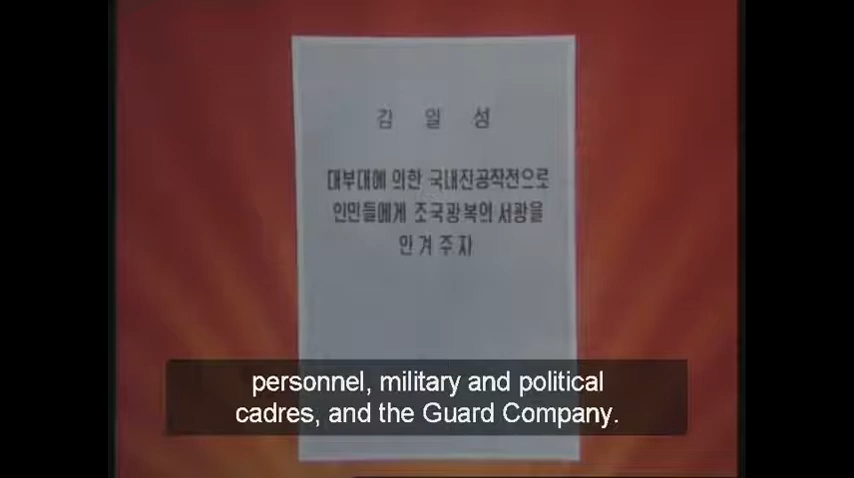 김 일 성
대부대에 의한 국내진공작전으로
인민들에게 조국광복의 서광을
안겨 주자
personnel, military and political
cadres, and the Guard Company.